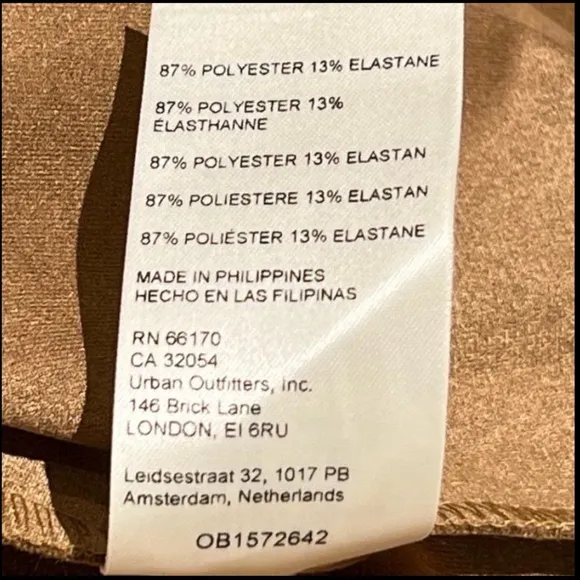 87% POLYESTER 13% ELASTANE
87% POLYESTER 13%
ÉLASTHANNE
87% POLYESTER 13% ELASTAN
87% POLIESTERE 13% ELASTAN
87% POLIÉSTER 13% ELASTANE
MADE IN PHILIPPINES
HECHO EN LAS FILIPINAS
RN 66170
CA 32054
Urban Outfitters, Inc.
146 Brick Lane
LONDON, EI 6RU
Leidsestraat 32, 1017 PB
Amsterdam, Netherlands
OB1572642